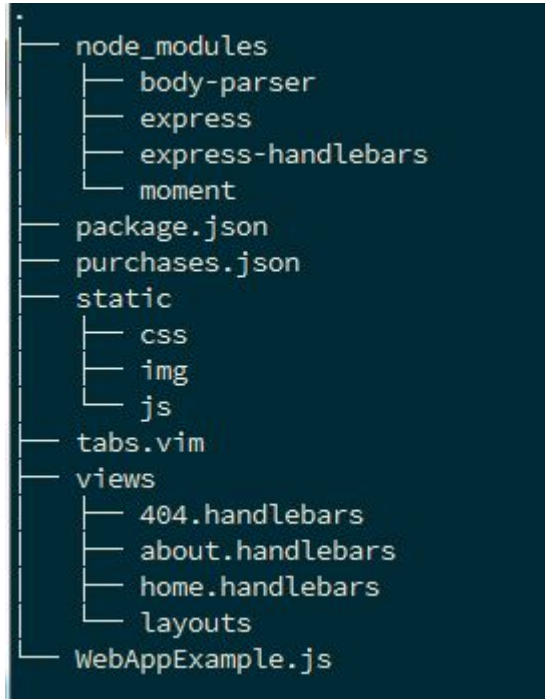 .
├── node_modules
│   ├── body-parser
│   ├── express
│   ├── express-handlebars
│   └── moment
├── package.json
├── purchases.json
├── static
│   ├── css
│   ├── img
│   └── js
├── tabs.vim
├── views
│   ├── 404.handlebars
│   ├── about.handlebars
│   ├── home.handlebars
│   └── layouts
└── WebAppExample.js